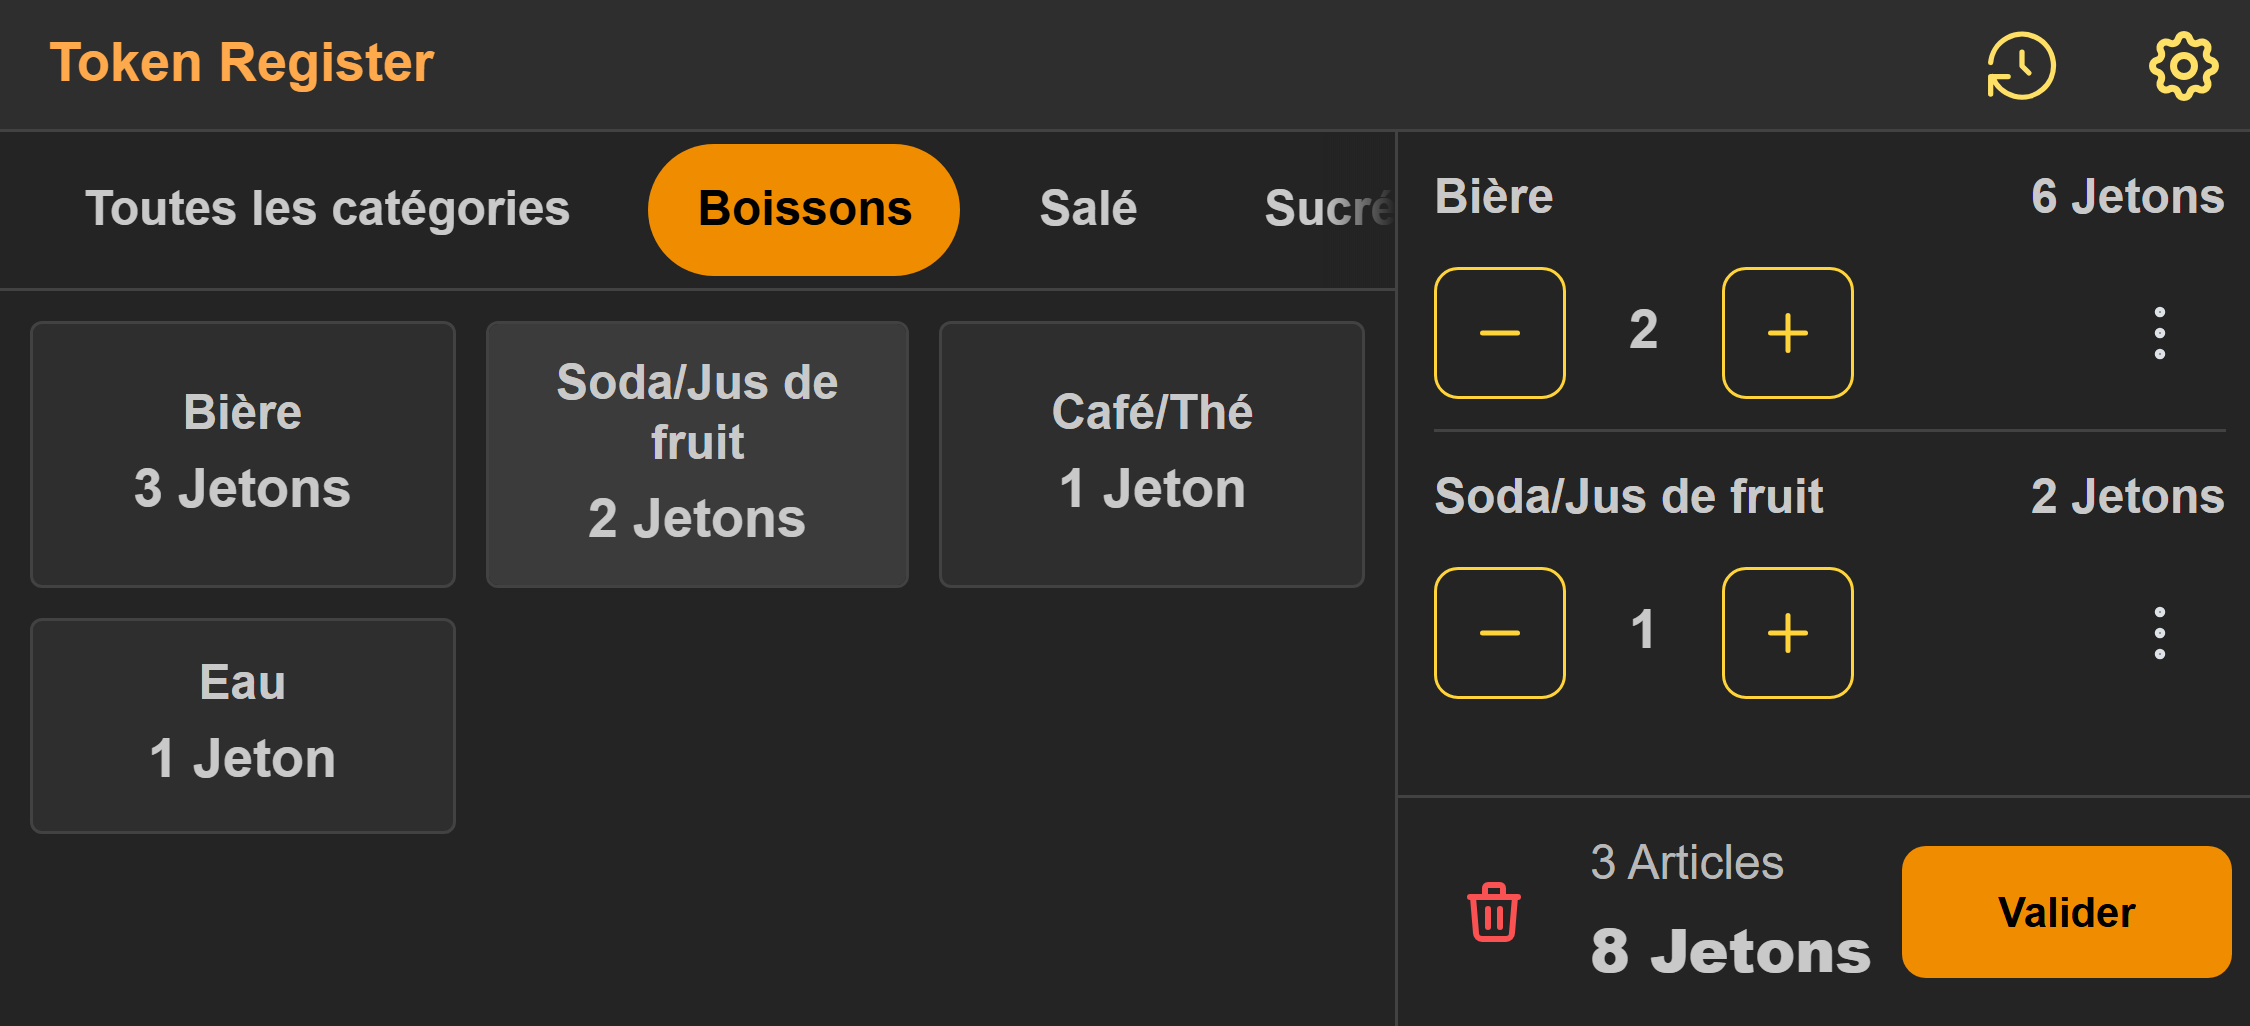 Token Register
Toutes les catégories
Boissons
Salé
Sucré
Bière
3 Jetons
Soda/Jus de
fruit
2 Jetons
Café/Thé
1 Jeton
Eau
1 Jeton
Bière
6 Jetons
2
Soda/Jus de fruit
2 Jetons
1
3 Articles
8 Jetons
Valider